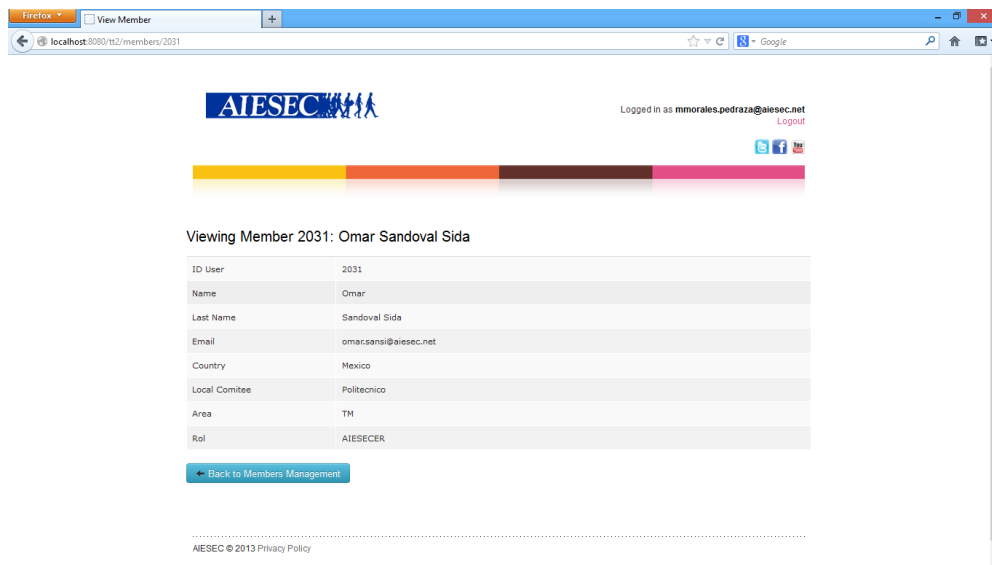 Firefox
View Member
localhost:8080/tt2/members/2031
Google
AIESEC
Logged in as mmorales.pedraza@aiesec.net
Logout
You Tube
Viewing Member 2031: Omar Sandoval Sida
ID User 2031
Name Omar
Last Name Sandoval Sida
Email omar.sansi@aiesec.net
Country Mexico
Local Comitee Politecnico
Area TM
Rol AIESECER
Back to Members Management
AIESEC © 2013 Privacy Policy